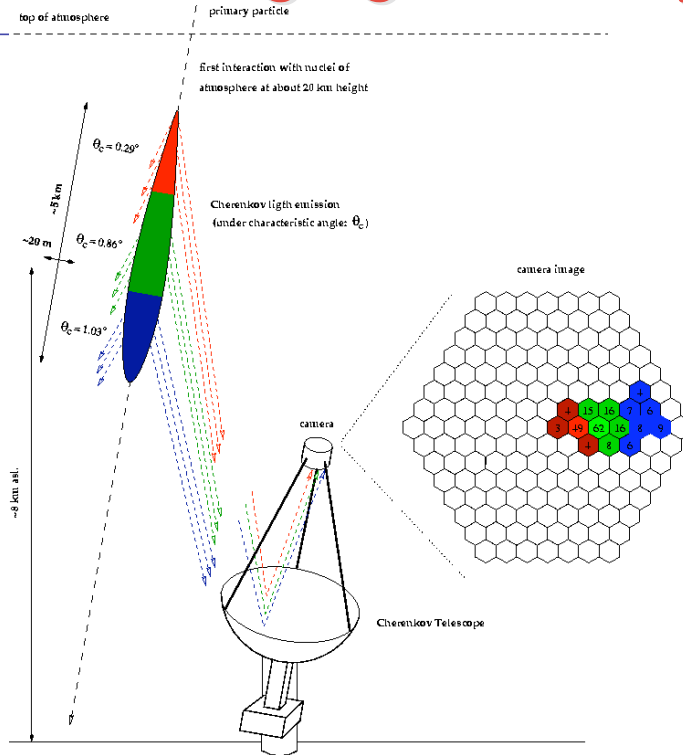 top of atmosphere
primary particle
first interaction with nuclei of
atmosphere at about 20 km height
θc = 0.29°
~5 km
Cherenkov ligth emission
(under characteristic angle: θc)
~20 m
θc = 0.86°
θc = 1.03°
camera image
4
4 15 16 7 6
3 49 62 16 8 9
4 8 6
camera
~8 km asl.
Cherenkov Telescope